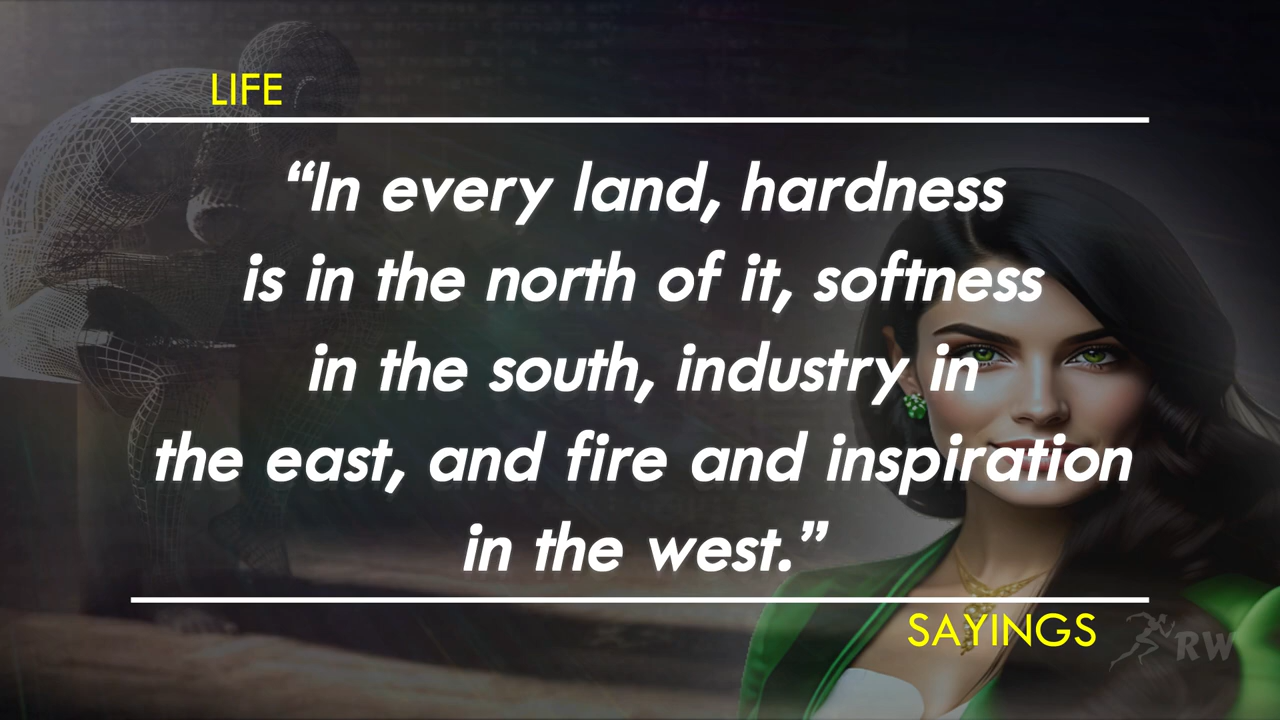 LIFE
“In every land, hardness
is in the north of it, softness
in the south, industry in
the east, and fire and inspiration
in the west.”
SAYINGS
RW